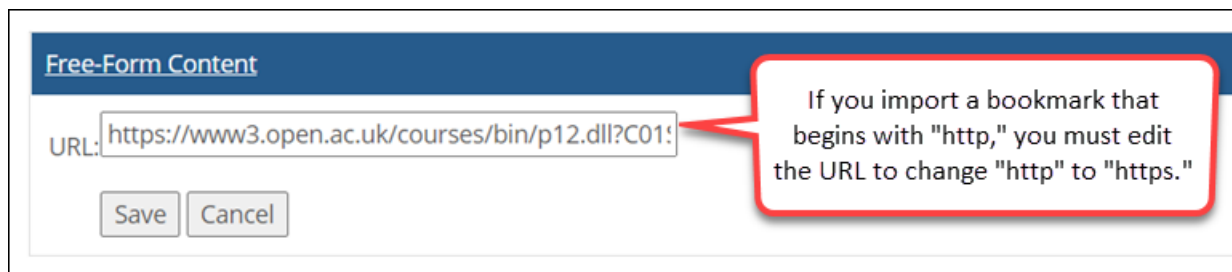 Free-Form Content
URL: https://www3.open.ac.uk/courses/bin/p12.dll?C01
Save Cancel
If you import a bookmark that
begins with "http," you must edit
the URL to change "http" to "https."